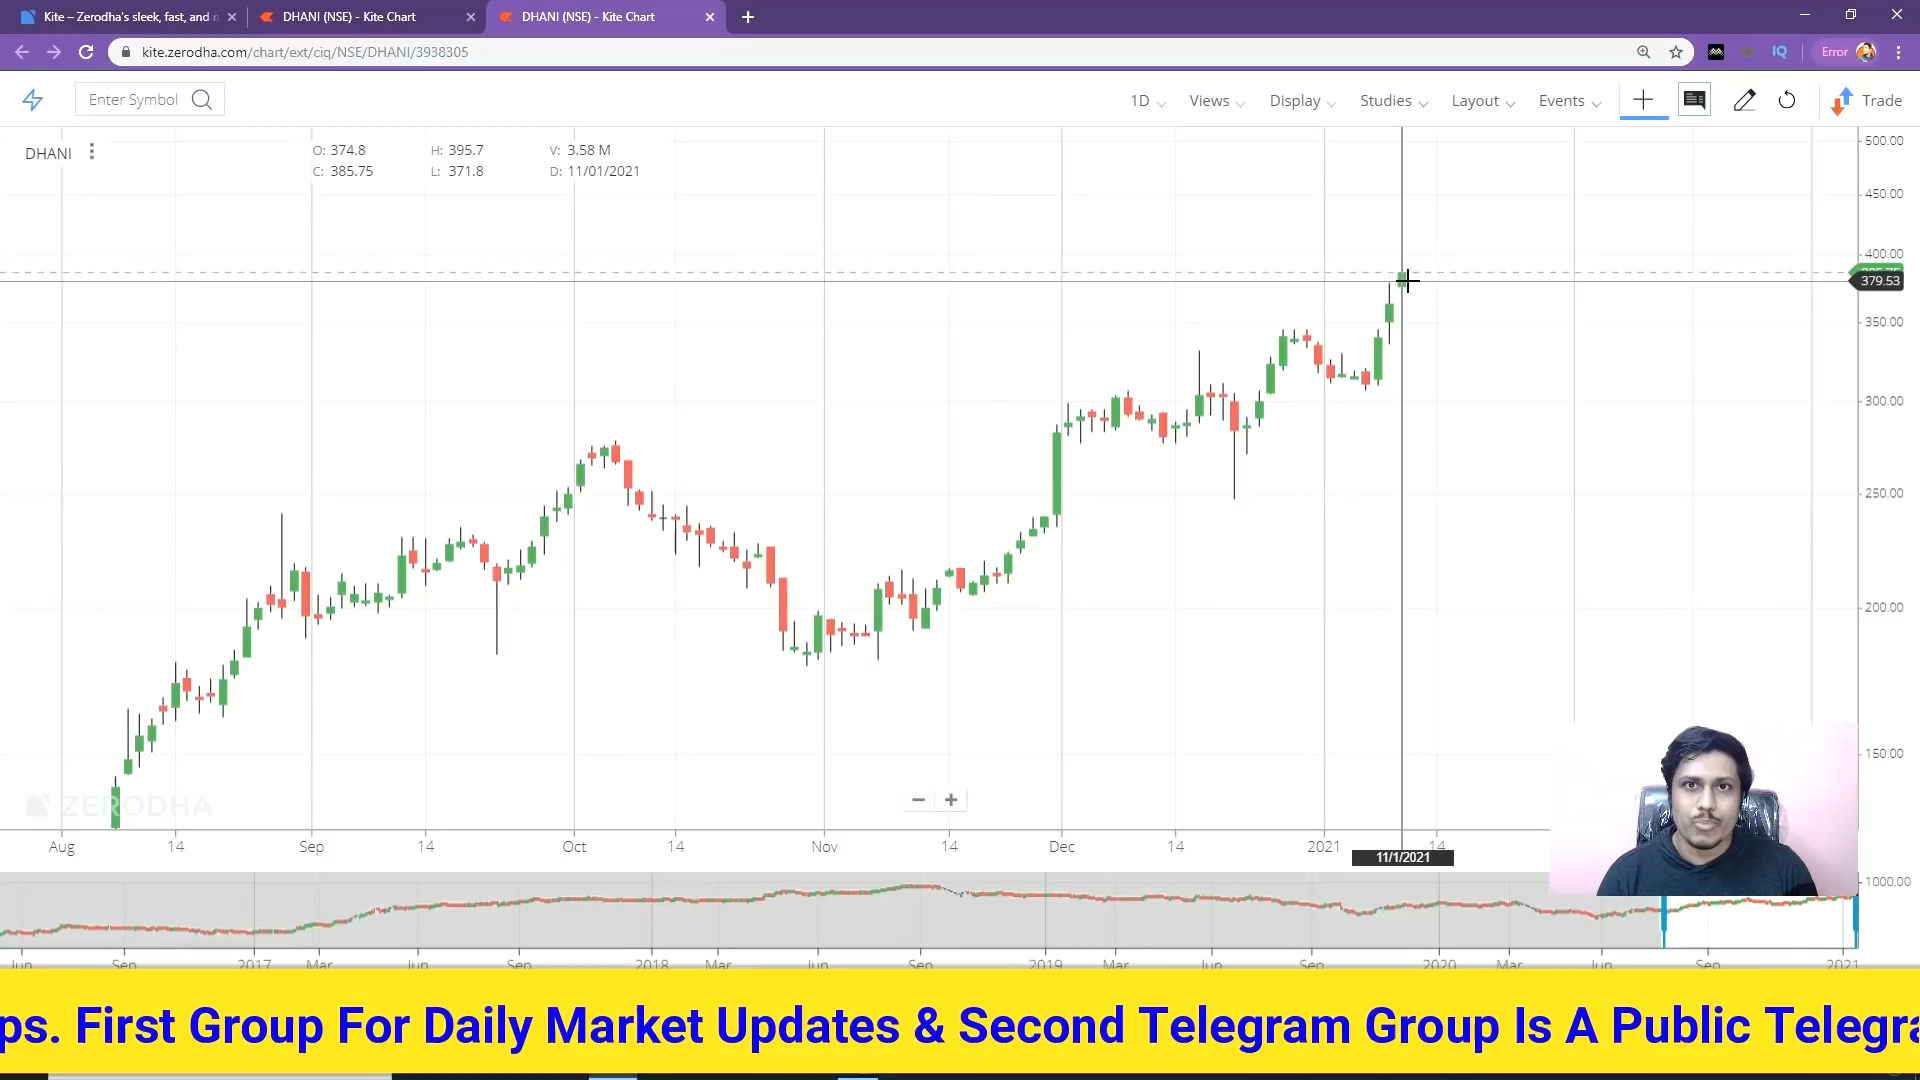 Kite – Zerodha's sleek, fast, and
DHANI (NSE) - Kite Chart
DHANI (NSE) - Kite Chart
kite.zerodha.com/chart/ext/ciq/NSE/DHANI/3938305
IQ
Error
Enter Symbol
1D
Views
Display
Studies
Layout
Events
Trade
DHANI
O: 374.8 H: 395.7 V: 3.58 M
C: 385.75 L: 371.8 D: 11/01/2021
500.00
450.00
400.00
379.53
350.00
300.00
250.00
200.00
150.00
ZERODHA
Aug 14 Sep 14 Oct 14 Nov 14 Dec 14 2021 14
11/1/2021
1000.00
Jun Sep 2017 Mar Jun Sep 2018 Mar Jun Sep 2019 Mar Jun Sep 2020 Mar Jun Sep 2021
ps. First Group For Daily Market Updates & Second Telegram Group Is A Public Telegra